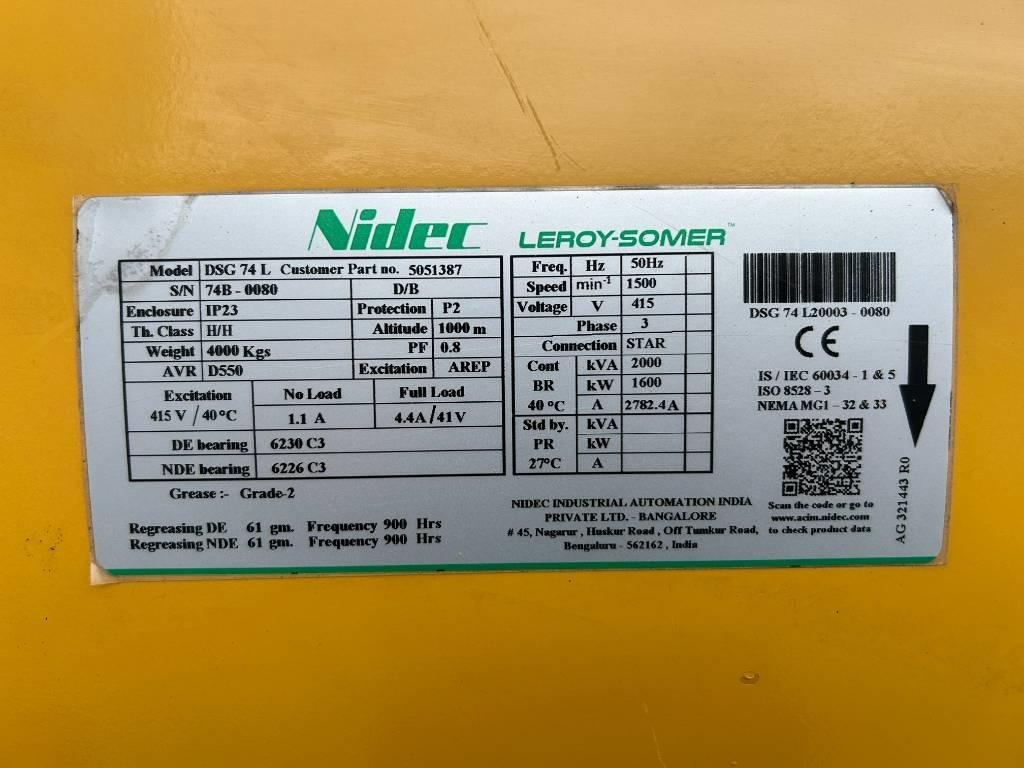 Nidec LEROY-SOMER™
Model DSG 74 L Customer Part no. 5051387
S/N 74B - 0080 D/B
Enclosure IP23 Protection P2
Th. Class H/H Altitude 1000 m
Weight 4000 Kgs PF 0.8
AVR D550 Excitation AREP
Excitation No Load Full Load
415 V / 40°C 1.1 A 4.4A/41V
DE bearing 6230 C3
NDE bearing 6226 C3
Grease :- Grade-2
Regreasing DE 61 gm. Frequency 900 Hrs
Regreasing NDE 61 gm. Frequency 900 Hrs
Freq. Hz 50Hz
Speed min-1 1500
Voltage V 415
Phase 3
Connection STAR
Cont kVA 2000
BR kW 1600
40 °C A 2782.4A
Std by. kVA
PR kW
27°C A
NIDEC INDUSTRIAL AUTOMATION INDIA
PRIVATE LTD. - BANGALORE
# 45, Nagarur , Huskur Road , Off Tumkur Road,
Bengaluru - 562162 , India
DSG 74 L20003 - 0080
CE
IS / IEC 60034 - 1 & 5
ISO 8528 - 3
NEMA MG1 - 32 & 33
Scan the code or go to
www.acim.nidec.com
to check product data
AG 321443 R0